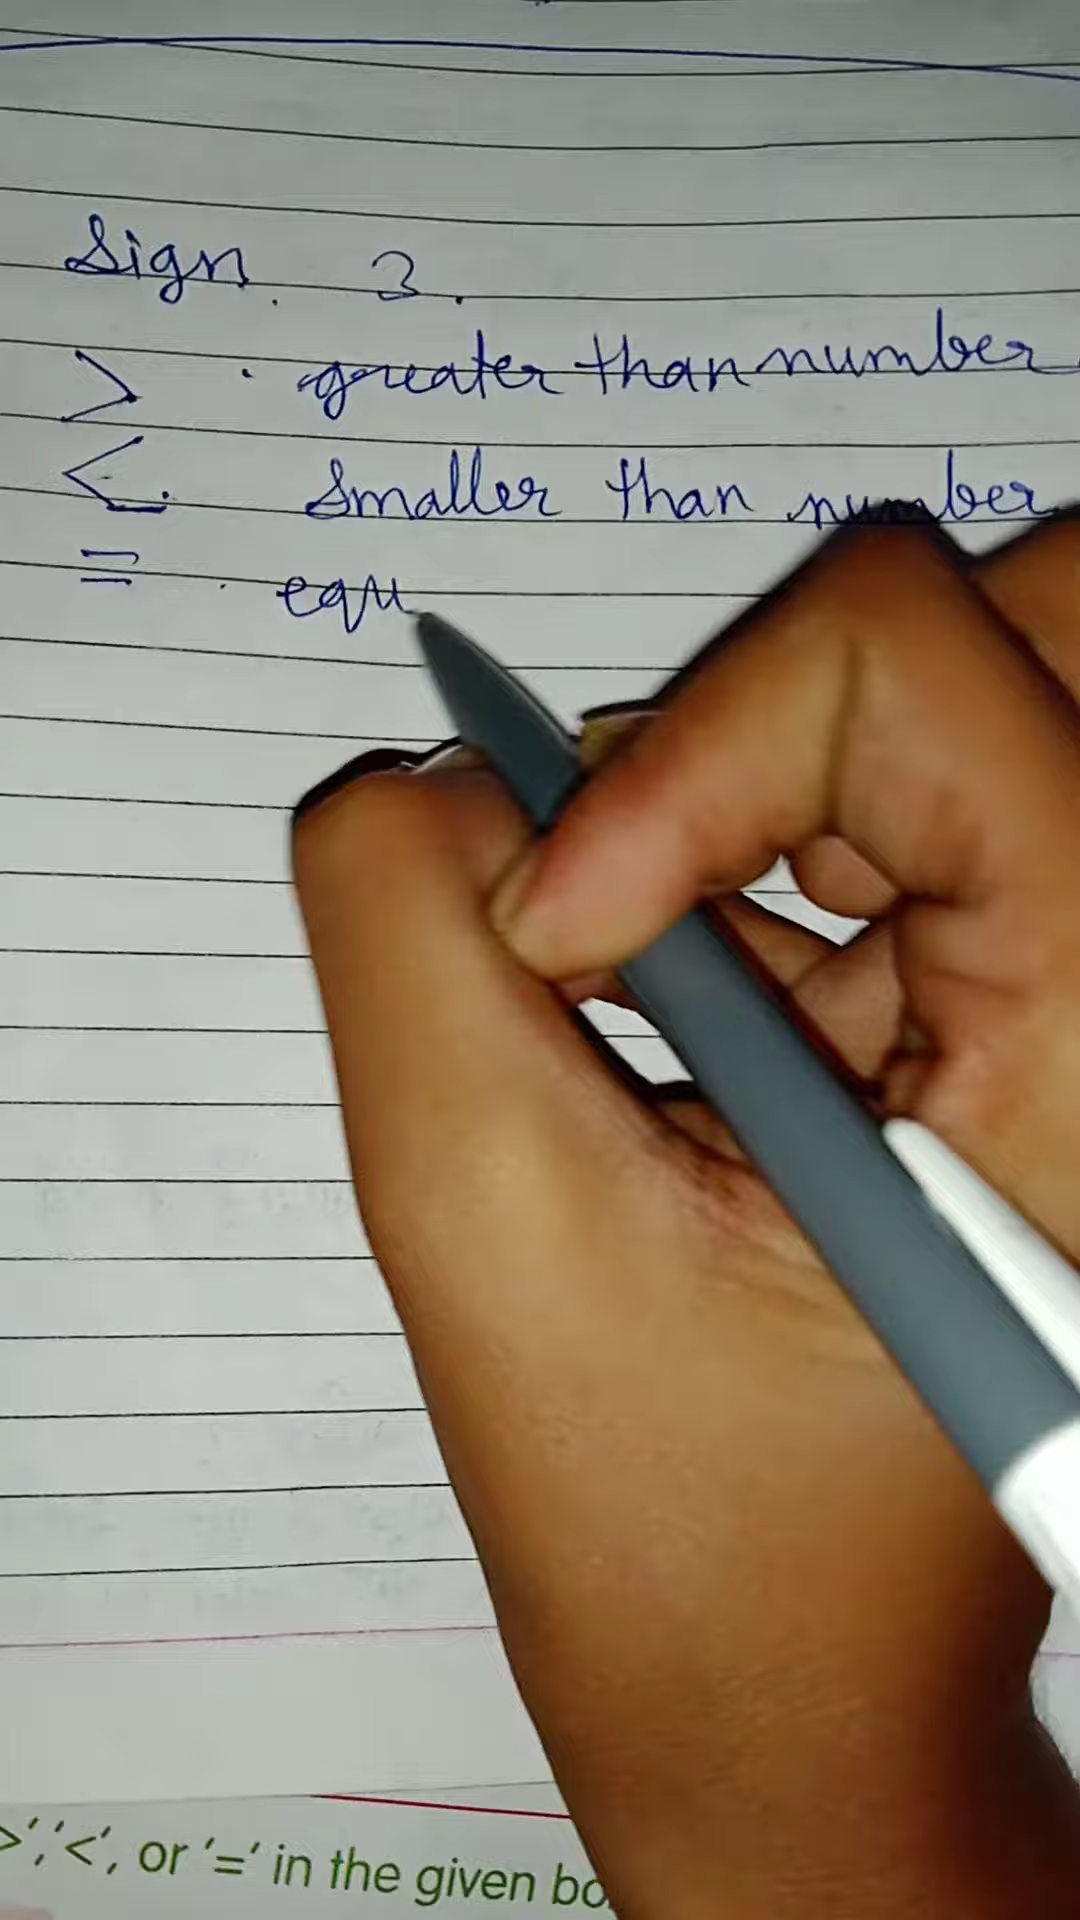 Sign. 3.
> . greater than number
<. Smaller than number
= . equ
>','<', or '=' in the given bo